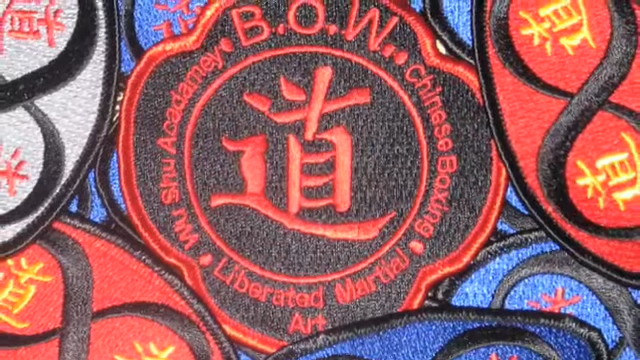 B.O.W.
Wu Shu Acadamey
Chinese Boxing
道
Liberated Martial
Art